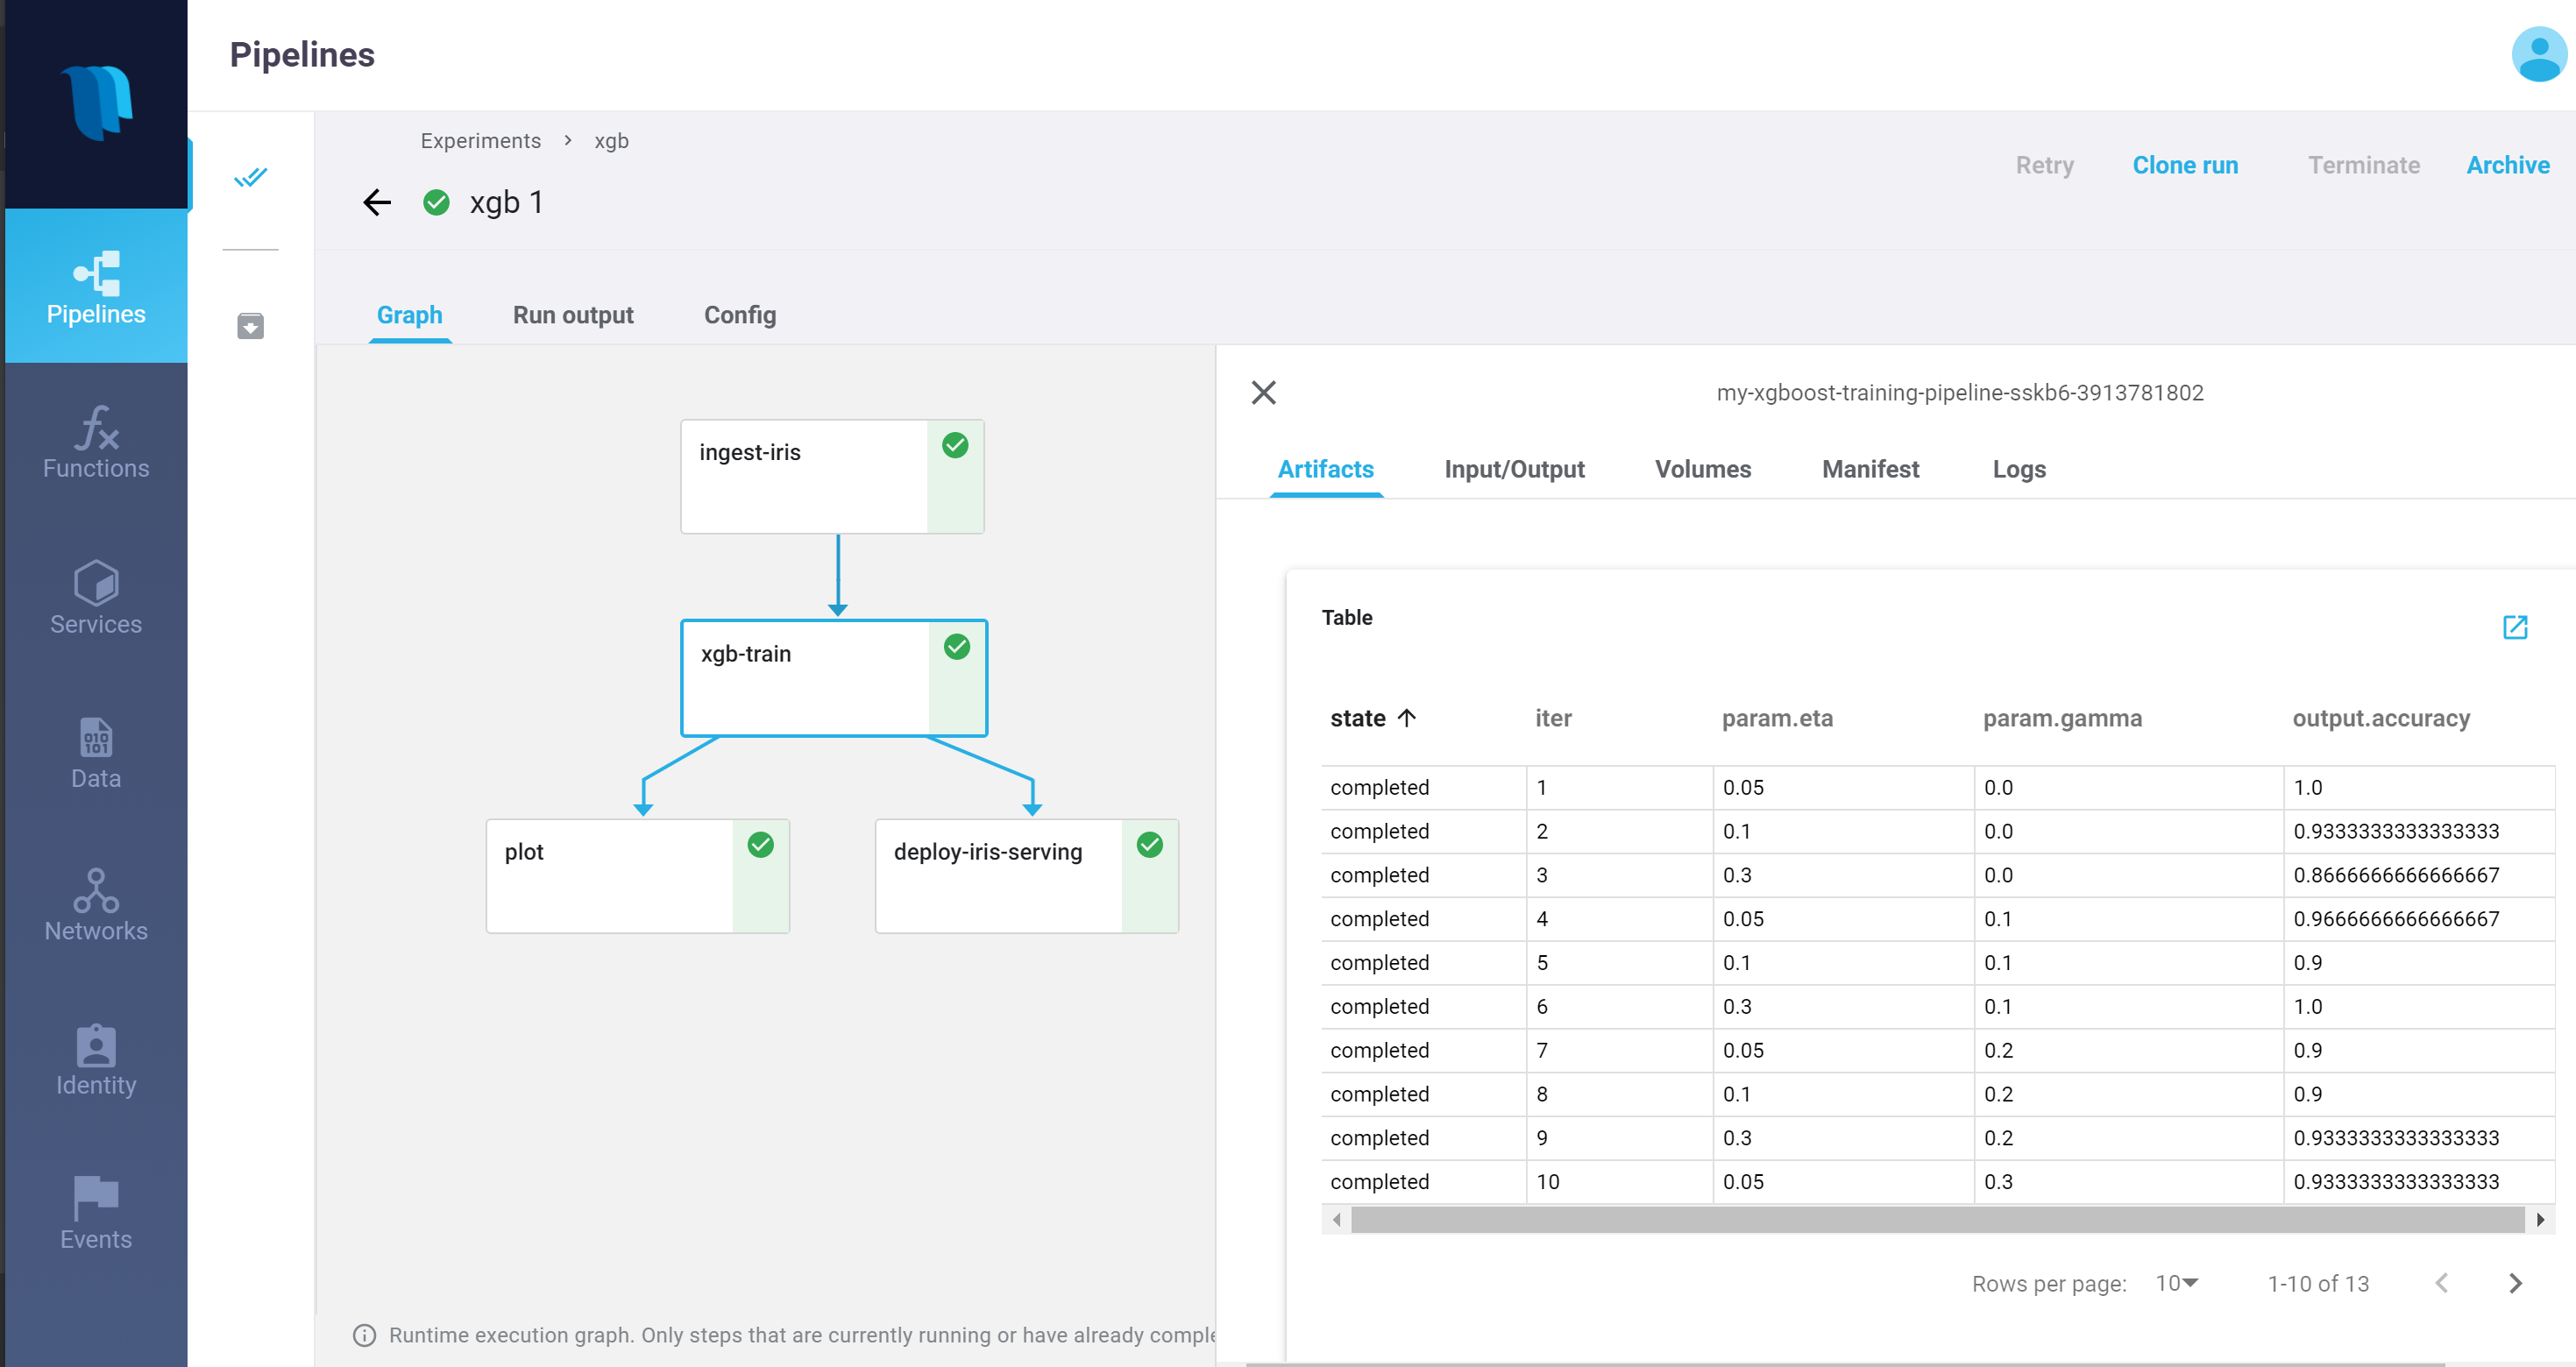 Pipelines
Experiments > xgb
xgb 1
Retry Clone run Terminate Archive
Pipelines
Functions
Services
Data
Networks
Identity
Events
Graph Run output Config
ingest-iris
xgb-train
plot
deploy-iris-serving
Runtime execution graph. Only steps that are currently running or have already comple
my-xgboost-training-pipeline-sskb6-3913781802
Artifacts Input/Output Volumes Manifest Logs
Table
state iter param.eta param.gamma output.accuracy
completed 1 0.05 0.0 1.0
completed 2 0.1 0.0 0.9333333333333333
completed 3 0.3 0.0 0.8666666666666667
completed 4 0.05 0.1 0.9666666666666667
completed 5 0.1 0.1 0.9
completed 6 0.3 0.1 1.0
completed 7 0.05 0.2 0.9
completed 8 0.1 0.2 0.9
completed 9 0.3 0.2 0.9333333333333333
completed 10 0.05 0.3 0.9333333333333333
Rows per page: 10 1-10 of 13